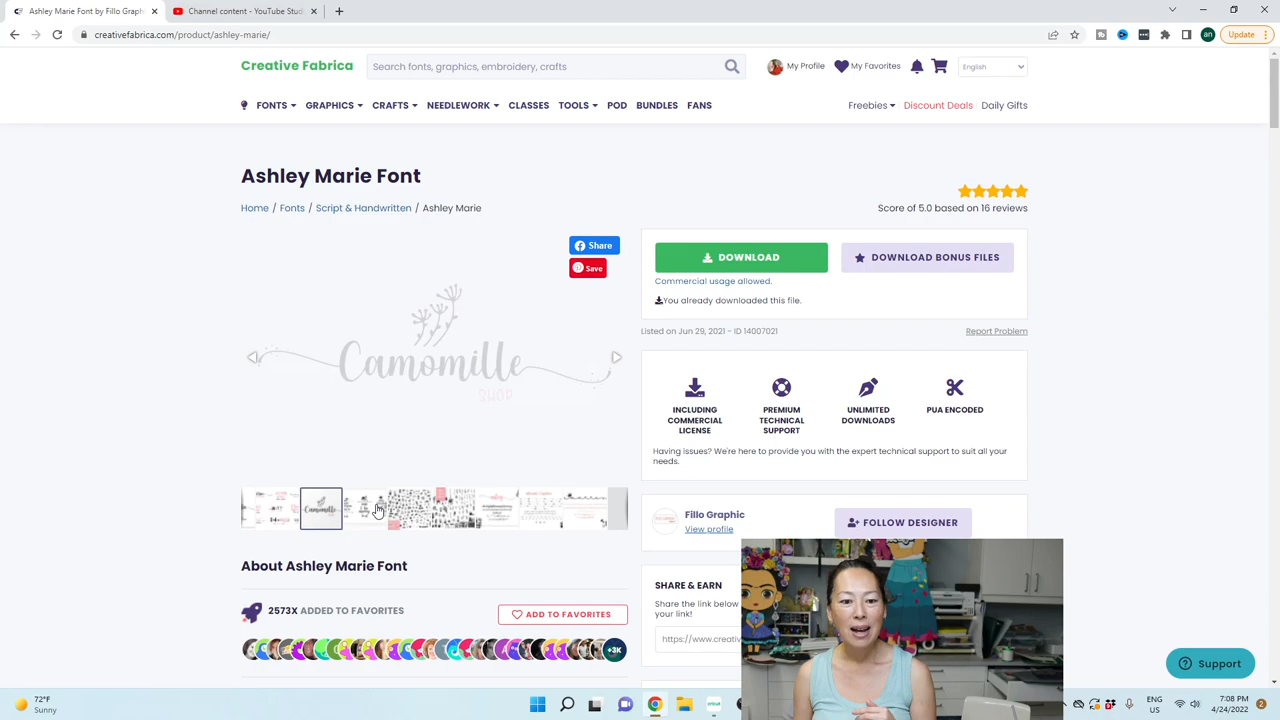 Ashley Marie Font by Fillo Graph
Customers - YouTube Studio
creativefabrica.com/product/ashley-marie/
an
Update
Creative Fabrica
Search fonts, graphics, embroidery, crafts
My Profile
My Favorites
English
FONTS
GRAPHICS
CRAFTS
NEEDLEWORK
CLASSES
TOOLS
POD
BUNDLES
FANS
Freebies
Discount Deals
Daily Gifts
Ashley Marie Font
Home / Fonts / Script & Handwritten / Ashley Marie
Score of 5.0 based on 16 reviews
Share
Save
Camomille
SHOP
DOWNLOAD
DOWNLOAD BONUS FILES
Commercial usage allowed.
You already downloaded this file.
Listed on Jun 29, 2021 - ID 14007021
Report Problem
INCLUDING
COMMERCIAL
LICENSE
PREMIUM
TECHNICAL
SUPPORT
UNLIMITED
DOWNLOADS
PUA ENCODED
Having issues? We're here to provide you with the expert technical support to suit all your
needs.
Fillo Graphic
View profile
FOLLOW DESIGNER
About Ashley Marie Font
2573X ADDED TO FAVORITES
ADD TO FAVORITES
+3K
SHARE & EARN
Share the link below
your link!
https://www.creativ
Support
72°F
Sunny
ENG
US
7:08 PM
4/24/2022